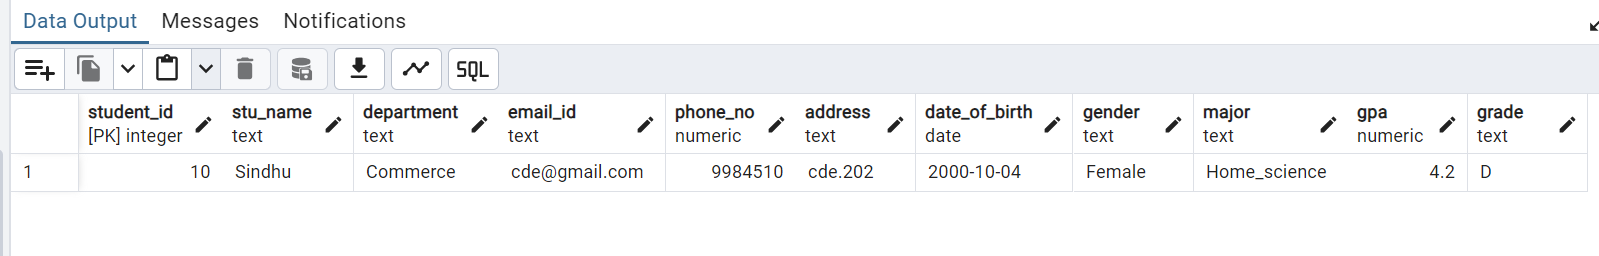 Data Output Messages Notifications
SQL
student_id stu_name department email_id phone_no address date_of_birth gender major gpa grade
[PK] integer text text text numeric text date text text numeric text
1 10 Sindhu Commerce cde@gmail.com 9984510 cde.202 2000-10-04 Female Home_science 4.2 D